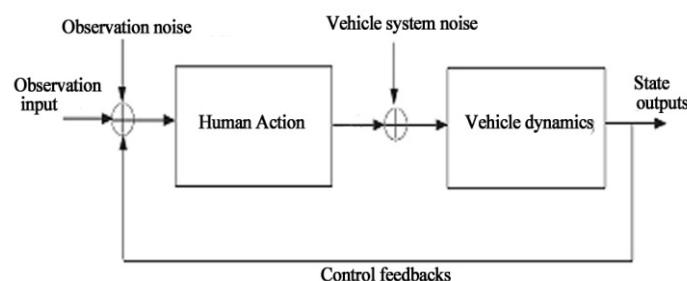 Observation noise
Vehicle system noise
Observation
input
State
outputs
Human Action
Vehicle dynamics
Control feedbacks